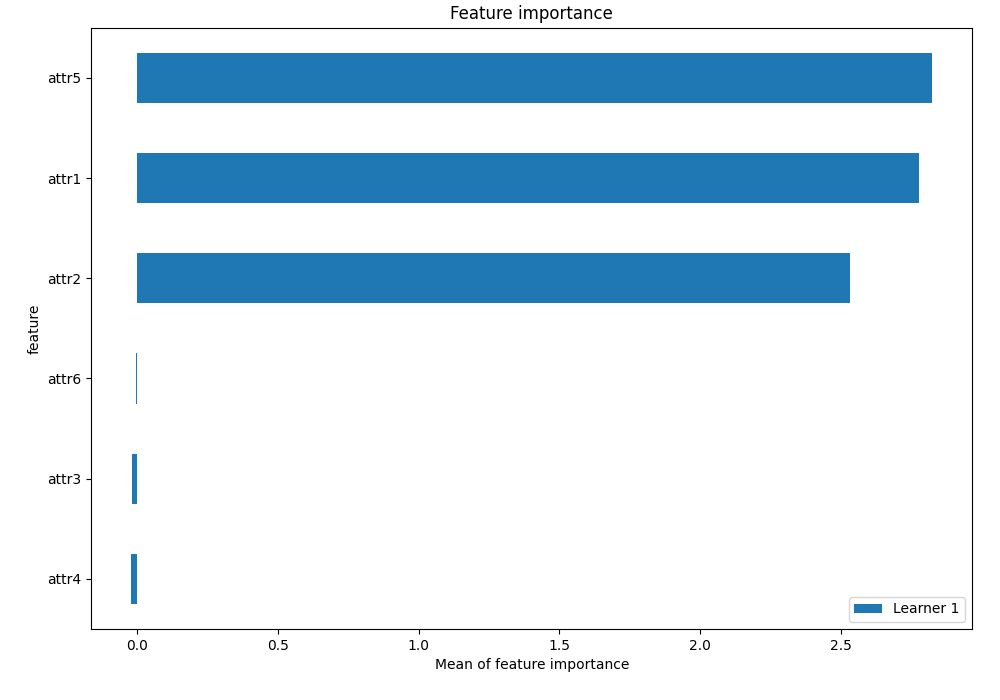 Feature importance
attr5
attr1
attr2
attr6
attr3
attr4
feature
Learner 1
0.0 0.5 1.0 1.5 2.0 2.5
Mean of feature importance